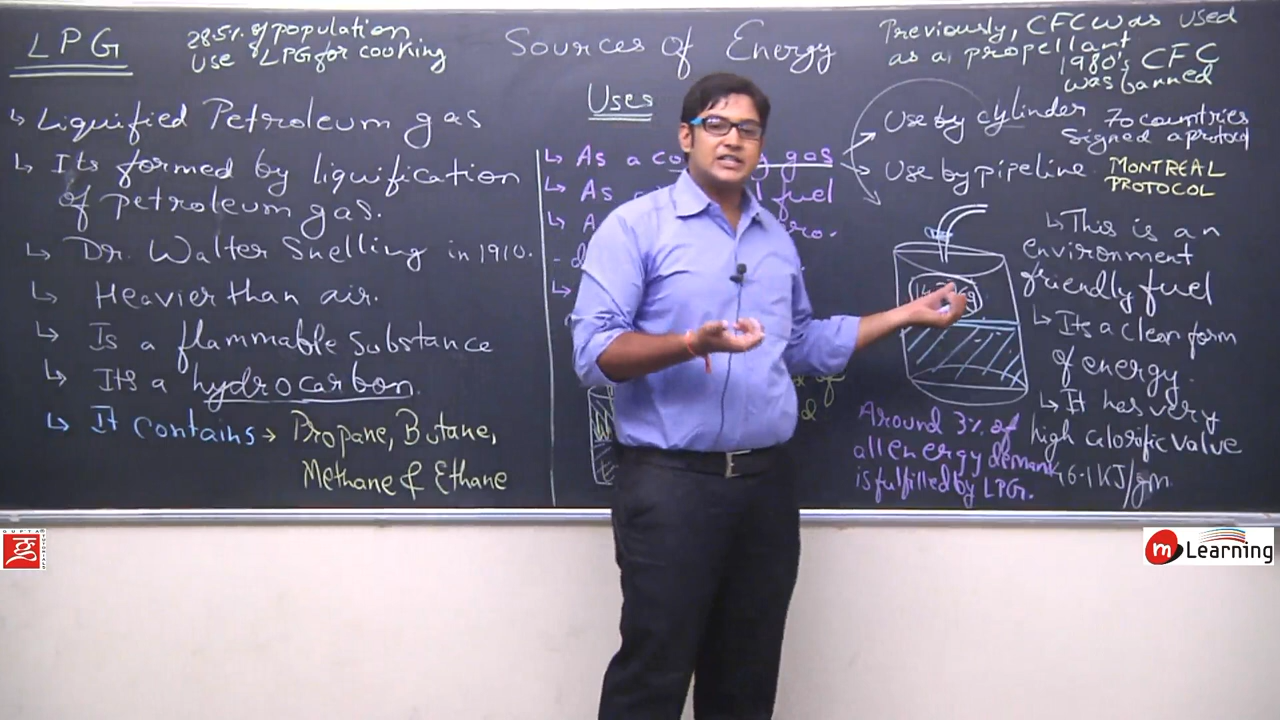 LPG
28.5% of population
use LPG for cooking
Sources of Energy
Previously, CFC was used
as a propellant
1980's CFC
was banned
70 countries
signed a protocol
MONTREAL
PROTOCOL
↳ Liquified Petroleum gas
↳ Its formed by liquification
of petroleum gas.
↳ Dr. Walter Snelling in 1910.
↳ Heavier than air.
↳ Is a flammable substance
↳ Its a hydrocarbon.
↳ It contains → Propane, Butane,
Methane & Ethane
Uses
↳ As a gas
↳ As fuel
↳
↳
→ Use by cylinder
→ Use by pipeline
of
↳ This is an
environment
friendly fuel
↳ Its a clean form
of energy.
↳ It has very
high calorific value
46.1 KJ/gm
Around 3% of
all energy demand
is fulfilled by LPG.
GUPTA
TUTORIALS
m Learning